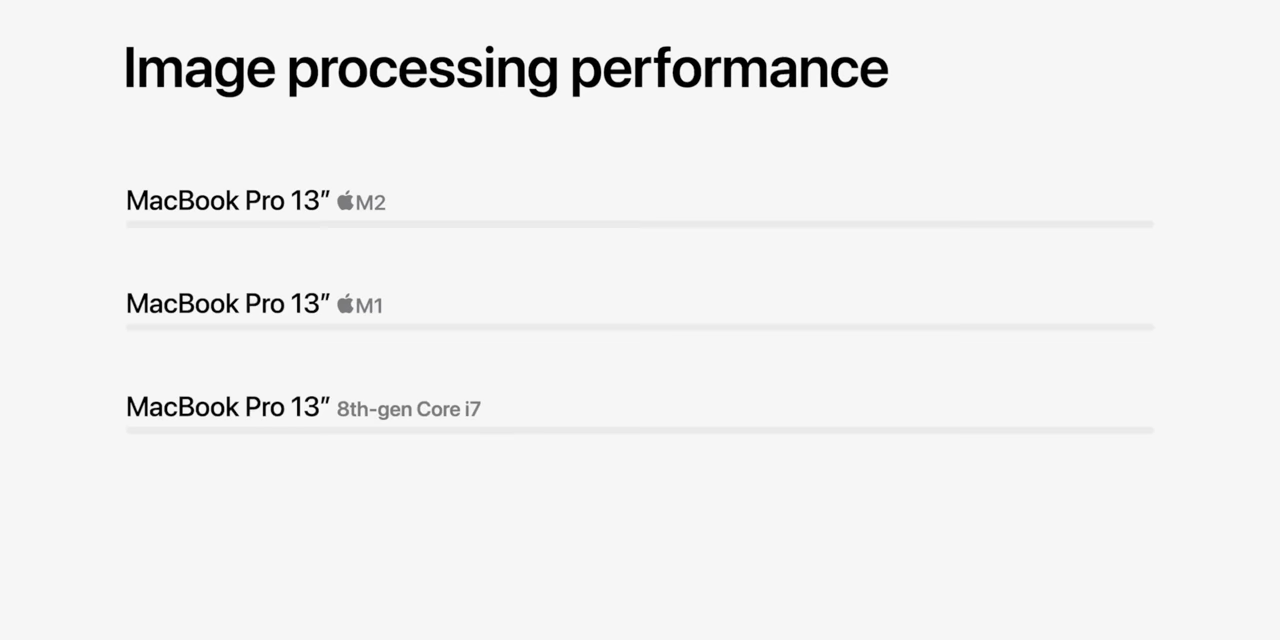 Image processing performance
MacBook Pro 13″ M2
MacBook Pro 13″ M1
MacBook Pro 13″ 8th-gen Core i7